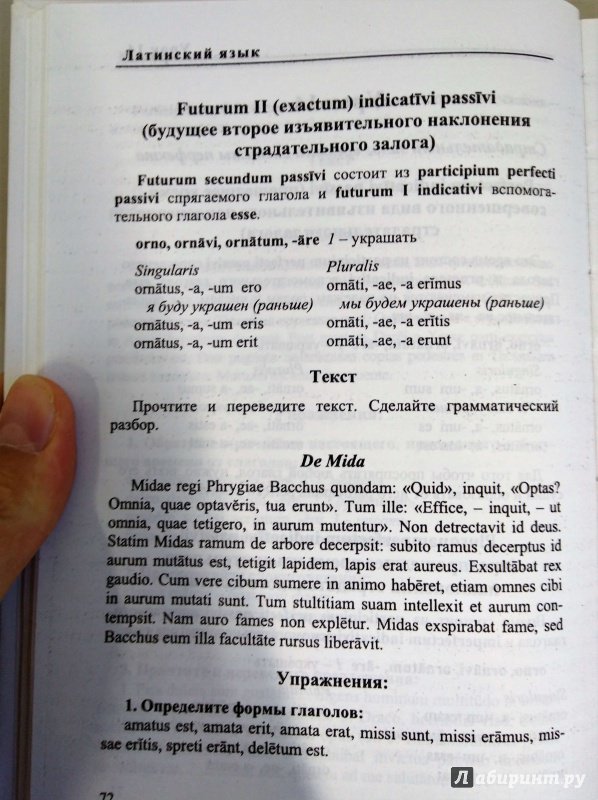 Латинский язык
Futurum II (exactum) indicatīvi passīvi
(будущее второе изъявительного наклонения
страдательного залога)
Futurum secundum passīvi состоит из participium perfecti
passivi спрягаемого глагола и futurum I indicativi вспомога-
тельного глагола esse.
orno, ornāvi, ornātum, -āre I – украшать
Singularis Pluralis
ornātus, -a, -um ero ornāti, -ae, -a erĭmus
я буду украшен (раньше) мы будем украшены (раньше)
ornātus, -a, -um eris ornāti, -ae, -a erĭtis
ornātus, -a, -um erit ornāti, -ae, -a erunt
Текст
Прочтите и переведите текст. Сделайте грамматический
разбор.
De Mida
Midae regi Phrygiae Bacchus quondam: «Quid», inquit, «Optas?
Omnia, quae optavěris, tua erunt». Tum ille: «Effice, – inquit, – ut
omnia, quae tetigero, in aurum mutentur». Non detrectavit id deus.
Statim Midas ramum de arbore decerpsit: subito ramus decerptus id
aurum mutātus est, tetigit lapidem, lapis erat aureus. Exsultābat rex
gaudio. Cum vere cibum sumere in animo habēret, etiam omnes cibi
in aurum mutati sunt. Tum stultitiam suam intellexit et aurum con-
tempsit. Nam auro fames non explētur. Midas exspirabat fame, sed
Bacchus eum illa facultāte rursus liberāvit.
Упражнения:
1. Определите формы глаголов:
amatus est, amata erit, amata erat, missi sunt, missi erāmus, mis-
sae erĭtis, spreti erānt, delētum est.
72
Лабиринт.ру